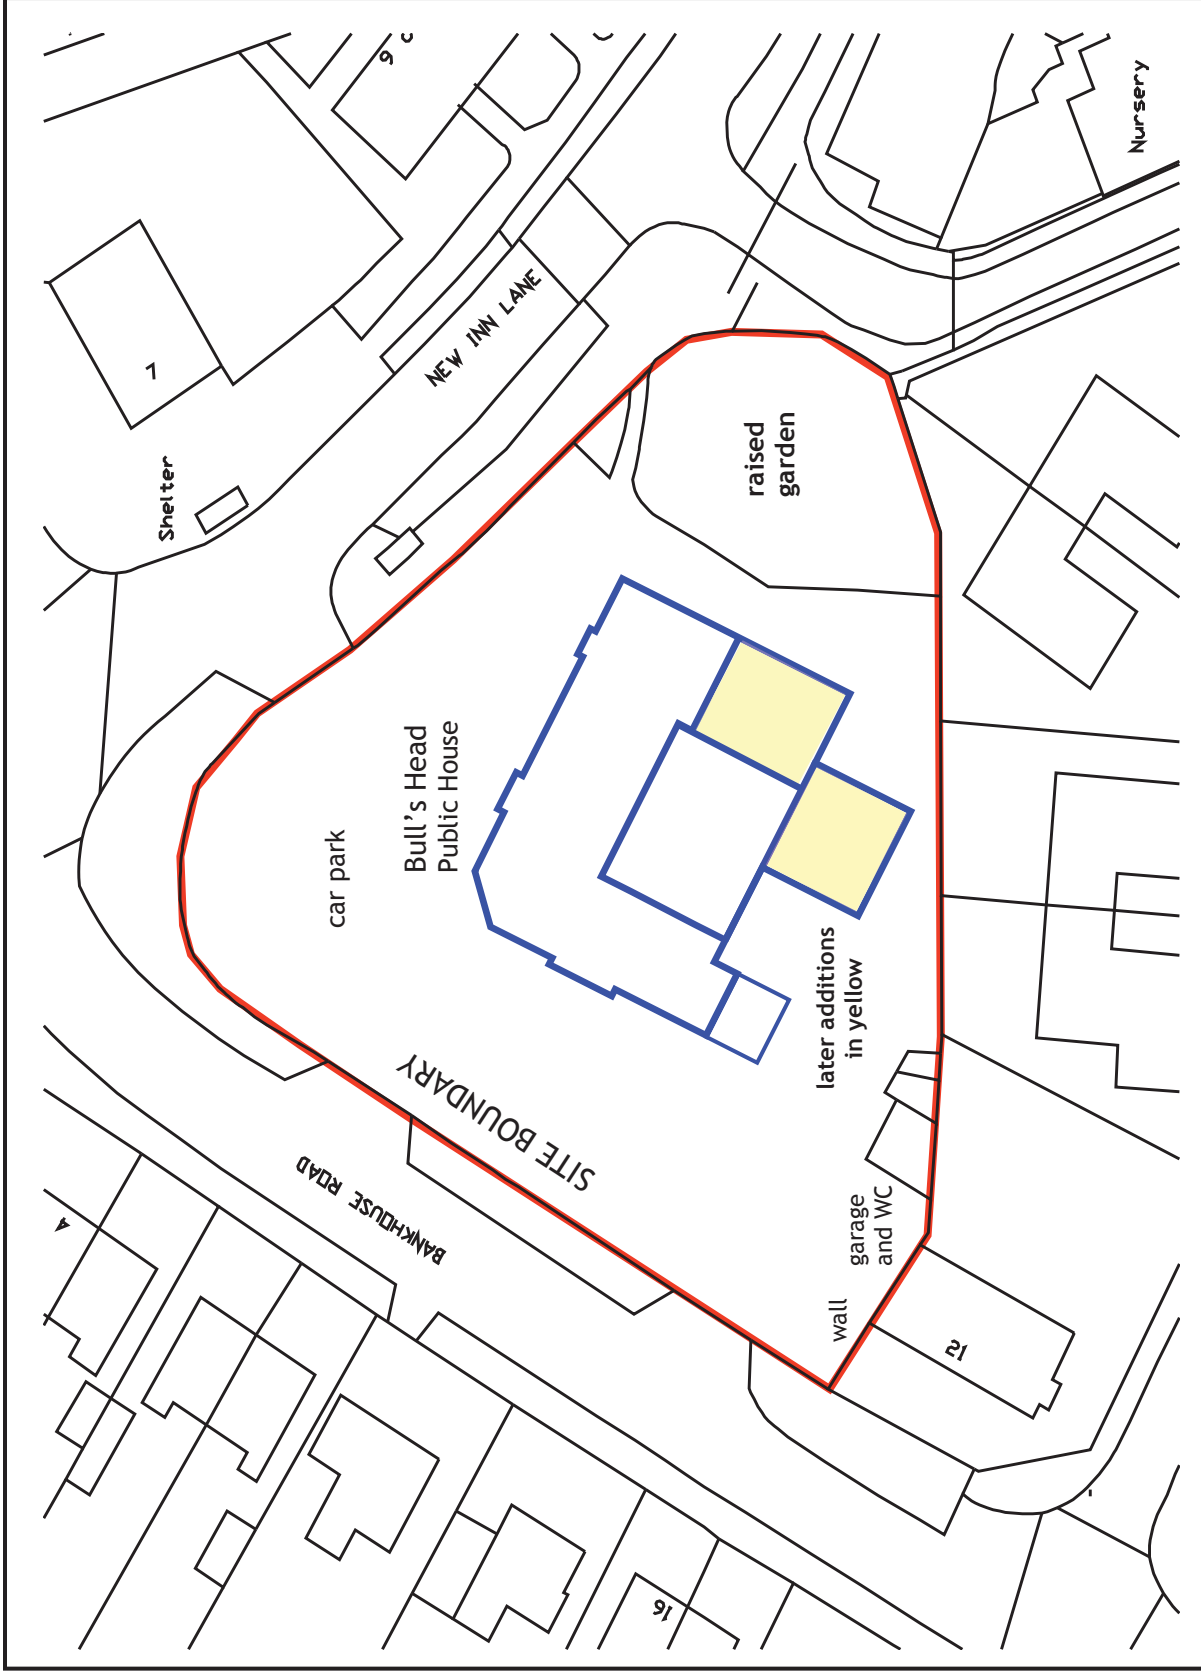 9
7
NEW INN LANE
Shelter
Nursery
raised
garden
Bull's Head
Public House
car park
later additions
in yellow
SITE BOUNDARY
BANKHOUSE ROAD
garage
and WC
wall
4
21
16